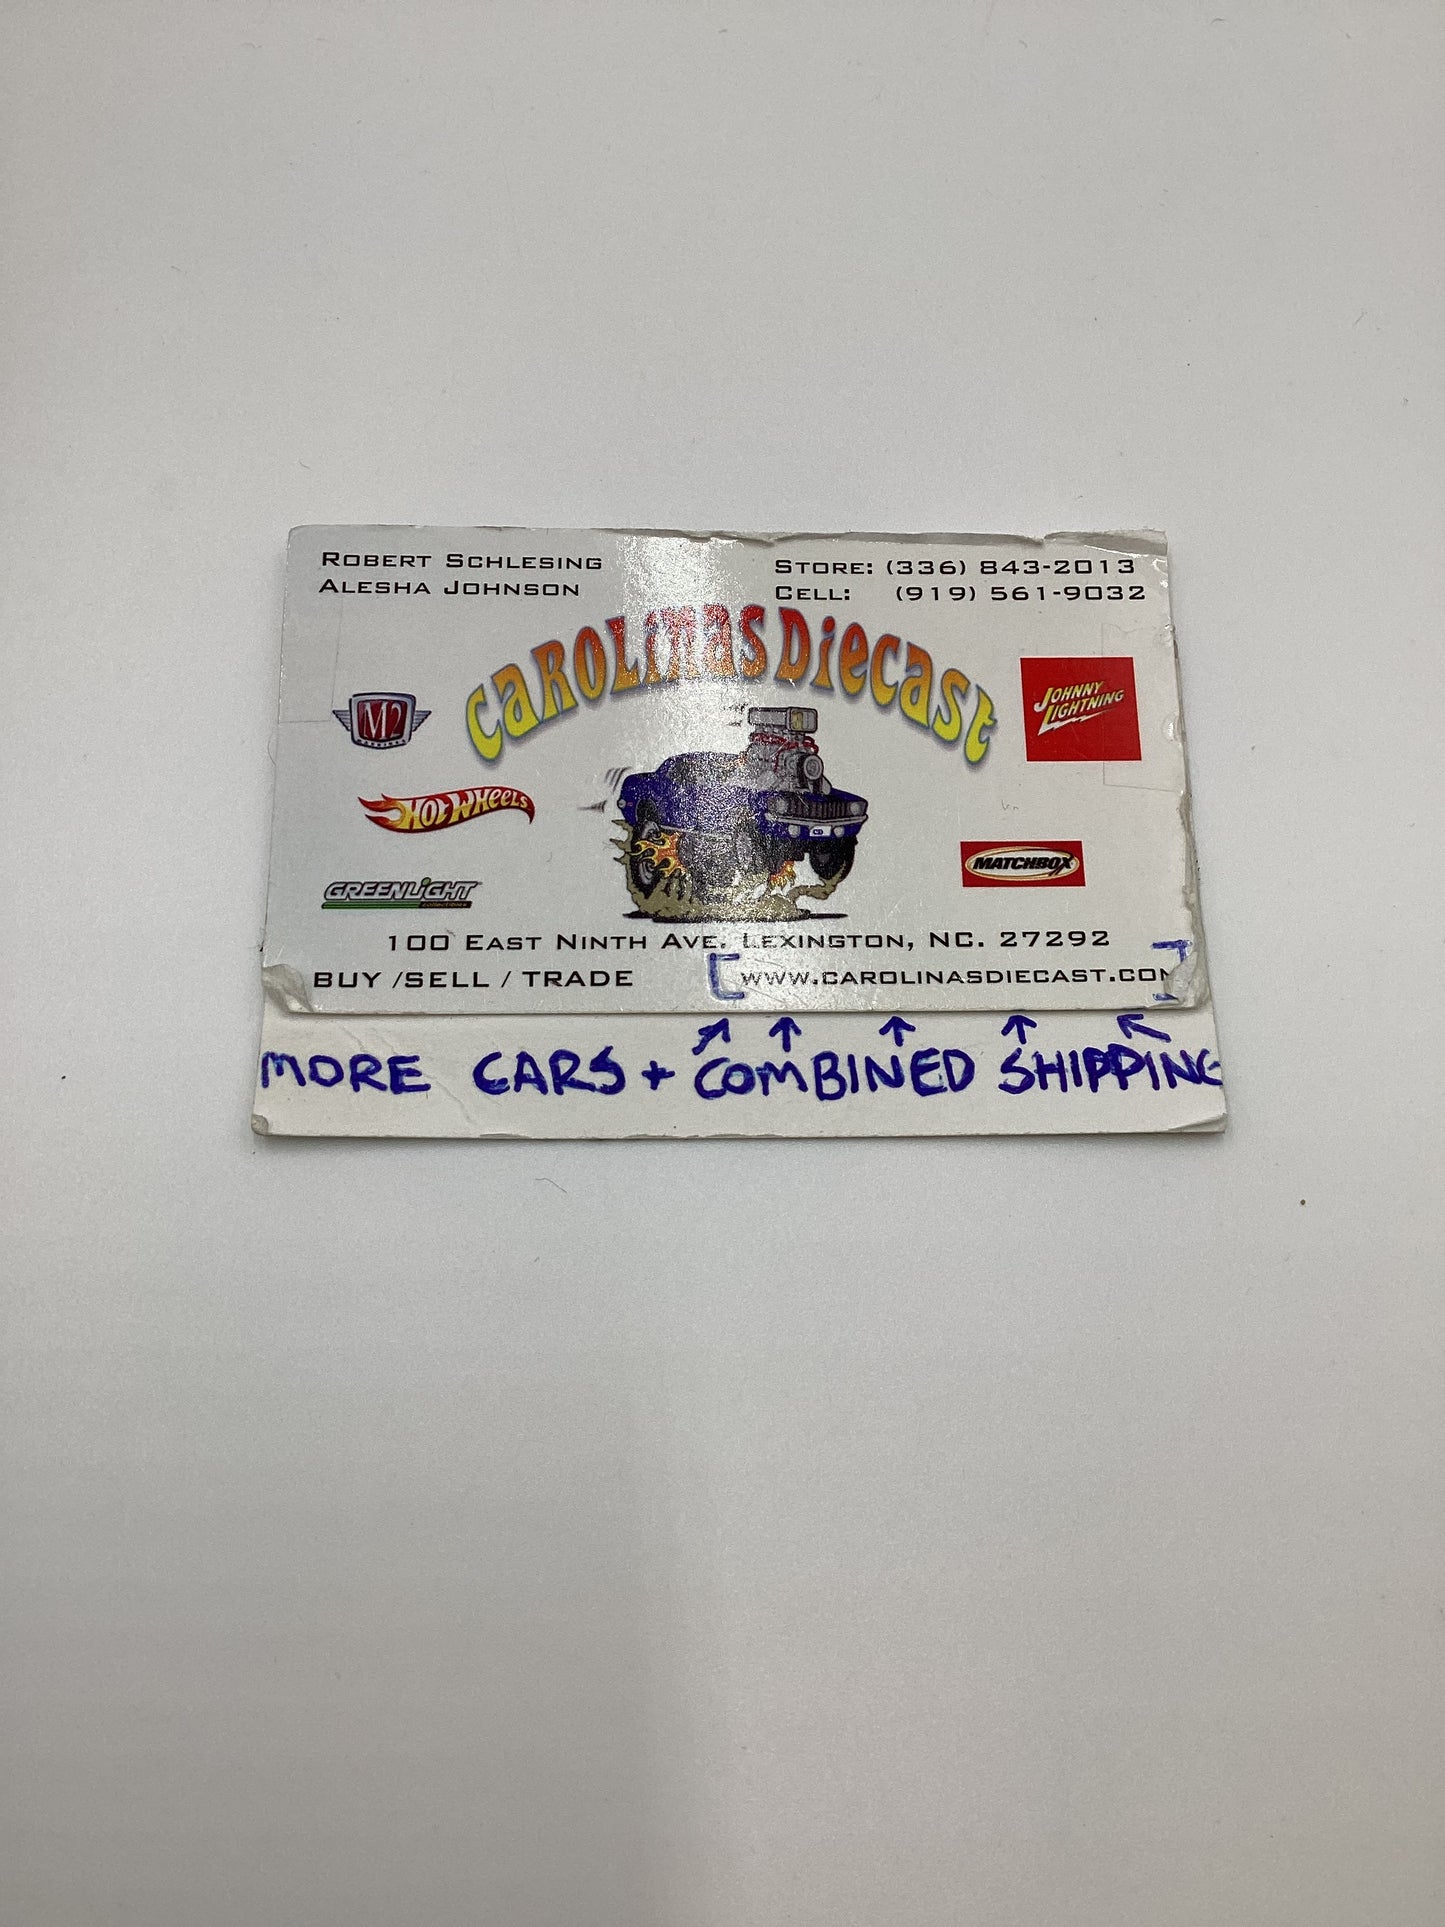 ROBERT SCHLESING
ALESHA JOHNSON
STORE: (336) 843-2013
CELL: (919) 561-9032
CAROLINAS DIECAST
M2
MACHINES
JOHNNY LIGHTNING
HOT WHEELS
MATCHBOX
GREENLIGHT
collectibles
100 EAST NINTH AVE. LEXINGTON, NC. 27292
BUY /SELL / TRADE [WWW.CAROLINASDIECAST.COM]
MORE CARS + COMBINED SHIPPING